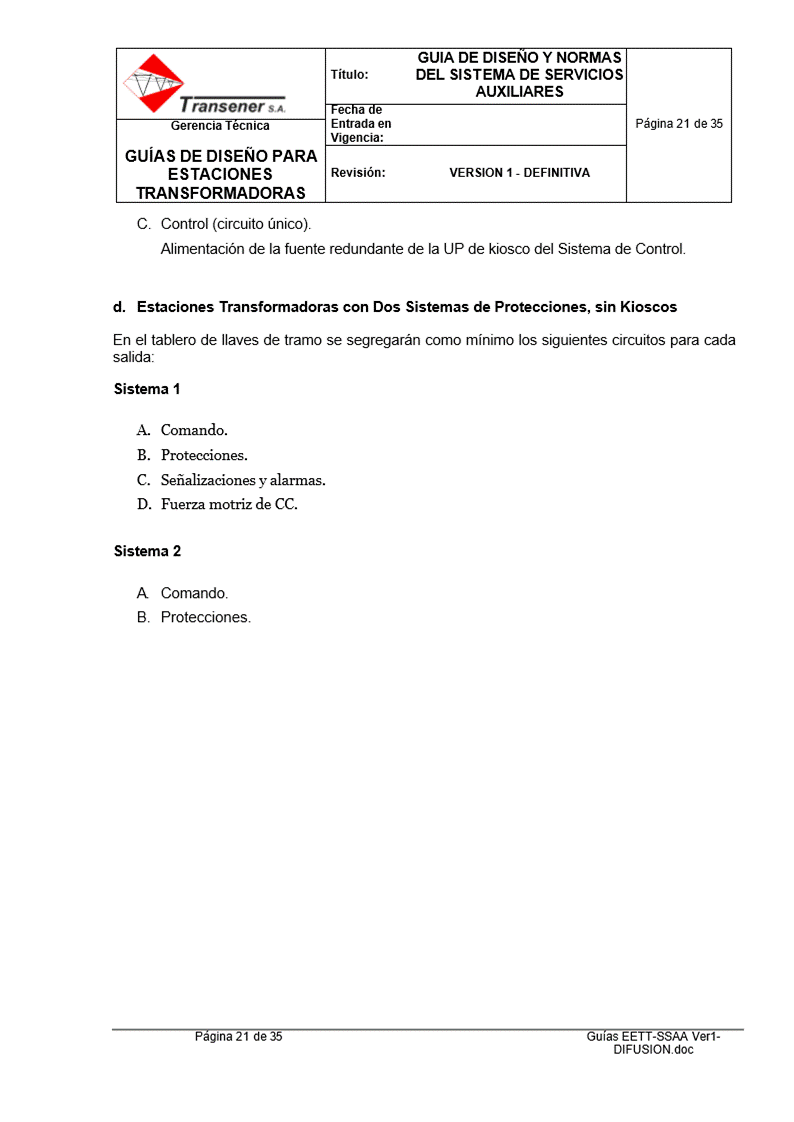 Transener S.A.
Gerencia Técnica
GUÍAS DE DISEÑO PARA
ESTACIONES
TRANSFORMADORAS
Título:
GUIA DE DISEÑO Y NORMAS
DEL SISTEMA DE SERVICIOS
AUXILIARES
Fecha de
Entrada en
Vigencia:
Revisión:
VERSION 1 - DEFINITIVA
Página 21 de 35
C. Control (circuito único).
Alimentación de la fuente redundante de la UP de kiosco del Sistema de Control.
d. Estaciones Transformadoras con Dos Sistemas de Protecciones, sin Kioscos
En el tablero de llaves de tramo se segregarán como mínimo los siguientes circuitos para cada
salida:
Sistema 1
A. Comando.
B. Protecciones.
C. Señalizaciones y alarmas.
D. Fuerza motriz de CC.
Sistema 2
A. Comando.
B. Protecciones.
Página 21 de 35
Guías EETT-SSAA Ver1-
DIFUSION.doc